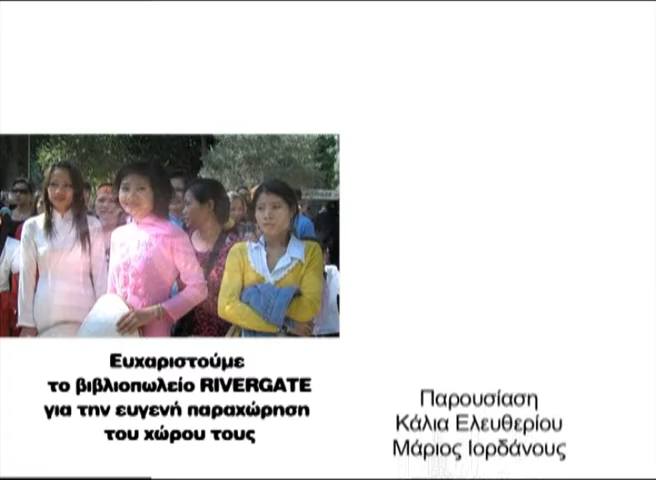 Ευχαριστούμε
το βιβλιοπωλείο RIVERGATE
για την ευγενή παραχώρηση
του χώρου τους
Παρουσίαση
Κάλια Ελευθερίου
Μάριος Ιορδάνους